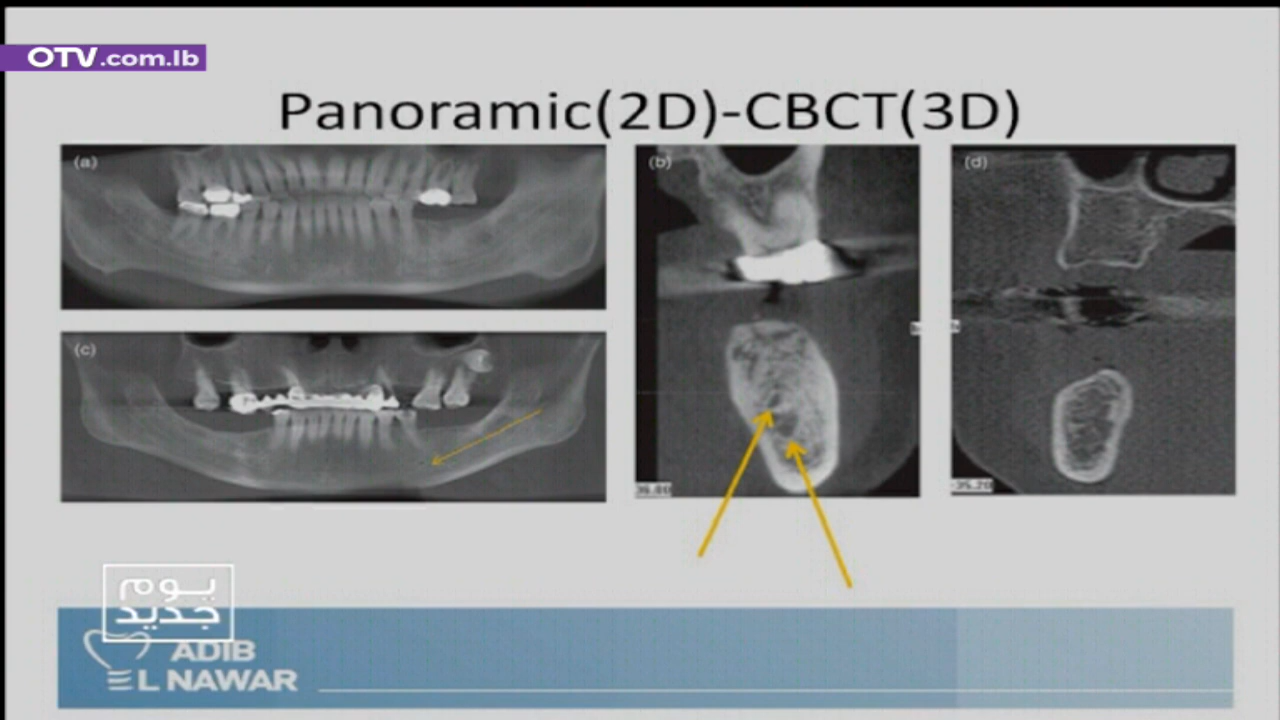 OTV.com.lb
Panoramic(2D)-CBCT(3D)
(a)
(b)
(d)
(c)
يوم
جديد
ADIB
EL NAWAR